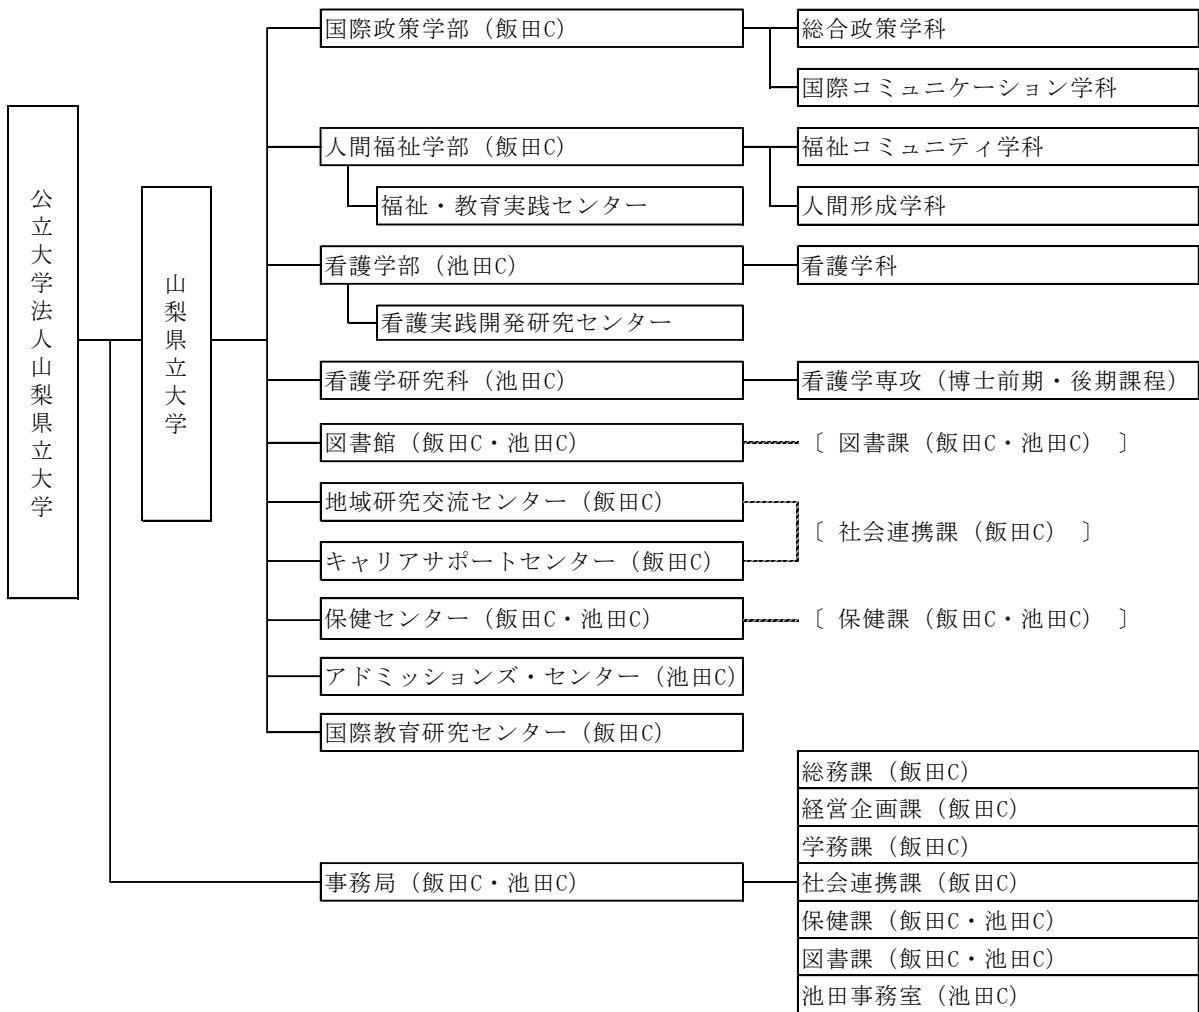 公立大学法人山梨県立大学
山梨県立大学
国際政策学部（飯田C）
総合政策学科
国際コミュニケーション学科
人間福祉学部（飯田C）
福祉コミュニティ学科
福祉・教育実践センター
人間形成学科
看護学部（池田C）
看護学科
看護実践開発研究センター
看護学研究科（池田C）
看護学専攻（博士前期・後期課程）
図書館（飯田C・池田C）
〔 図書課（飯田C・池田C） 〕
地域研究交流センター（飯田C）
〔 社会連携課（飯田C） 〕
キャリアサポートセンター（飯田C）
保健センター（飯田C・池田C）
〔 保健課（飯田C・池田C） 〕
アドミッションズ・センター（池田C）
国際教育研究センター（飯田C）
事務局（飯田C・池田C）
総務課（飯田C）
経営企画課（飯田C）
学務課（飯田C）
社会連携課（飯田C）
保健課（飯田C・池田C）
図書課（飯田C・池田C）
池田事務室（池田C）